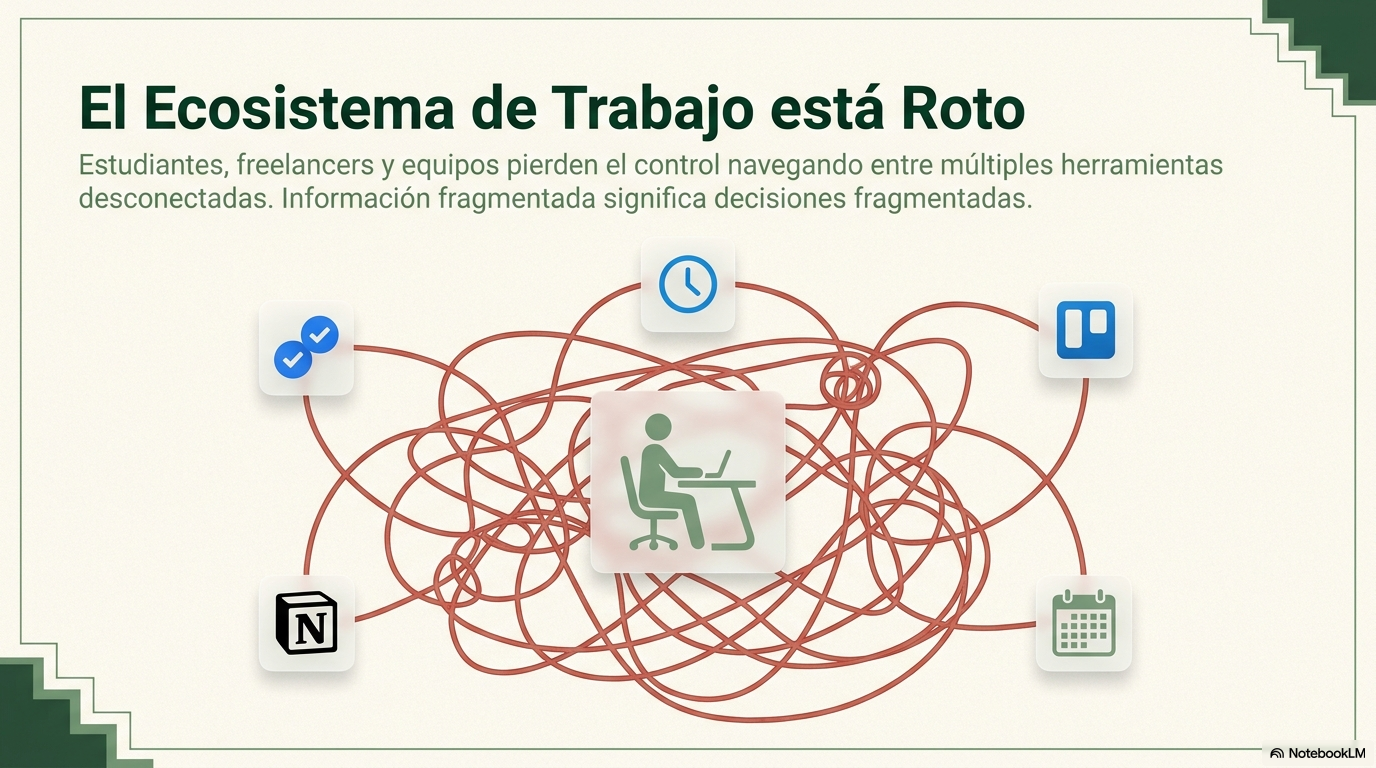 El Ecosistema de Trabajo está Roto
Estudiantes, freelancers y equipos pierden el control navegando entre múltiples herramientas
desconectadas. Información fragmentada significa decisiones fragmentadas.
N
NotebookLM